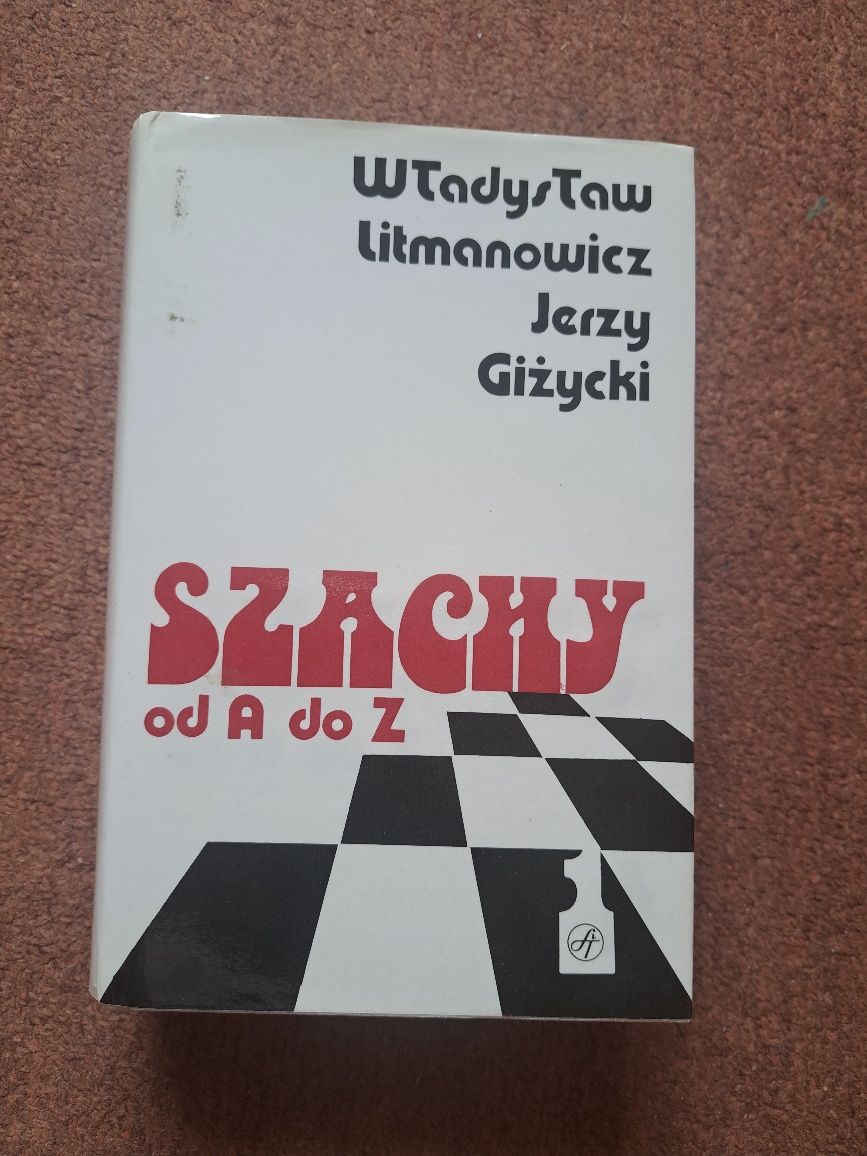 Władysław
Litmanowicz
Jerzy
Giżycki
SZACHY
od A do Z
1